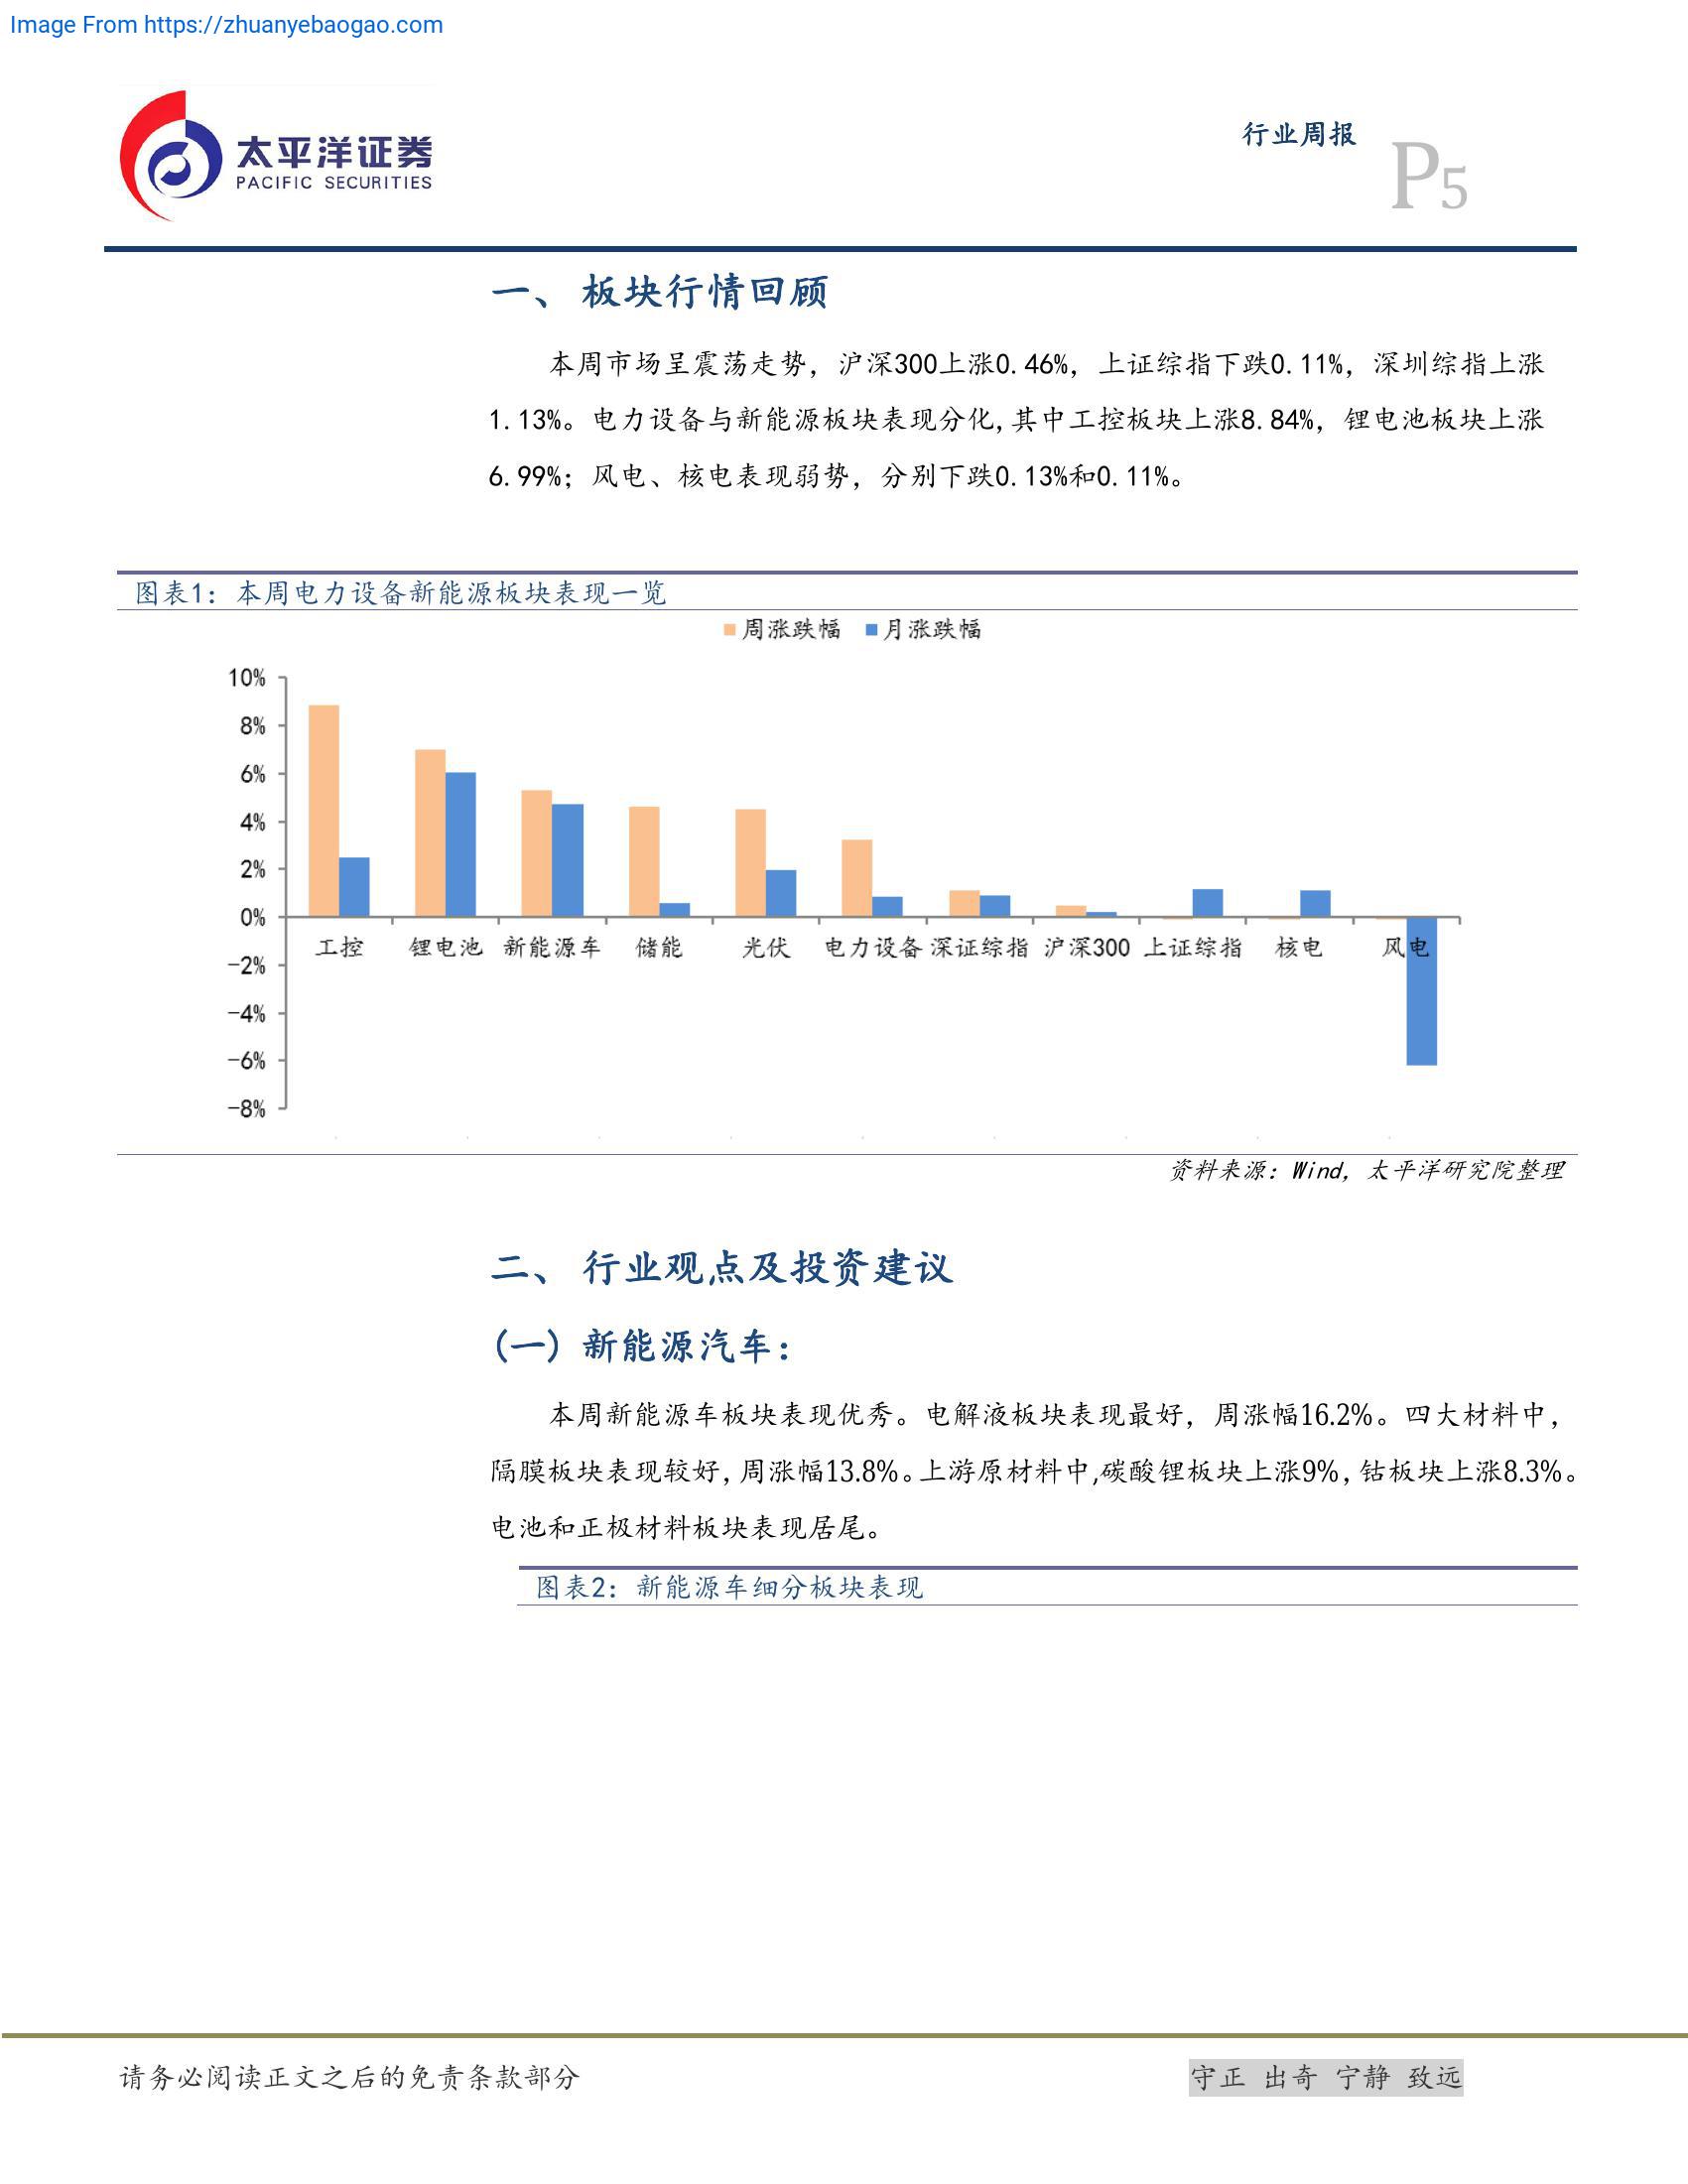 Image From https://zhuanyebaogao.com
太平洋证券
PACIFIC SECURITIES
行业周报
P5
一、 板块行情回顾
本周市场呈震荡走势，沪深300上涨0.46%，上证综指下跌0.11%，深圳综指上涨
1.13%。电力设备与新能源板块表现分化,其中工控板块上涨8.84%，锂电池板块上涨
6.99%；风电、核电表现弱势，分别下跌0.13%和0.11%。
图表1：本周电力设备新能源板块表现一览
周涨跌幅 月涨跌幅
10%
8%
6%
4%
2%
0%
工控 锂电池 新能源车 储能 光伏 电力设备 深证综指 沪深300 上证综指 核电 风电
-2%
-4%
-6%
-8%
资料来源：Wind，太平洋研究院整理
二、 行业观点及投资建议
(一) 新能源汽车：
本周新能源车板块表现优秀。电解液板块表现最好，周涨幅16.2%。四大材料中，
隔膜板块表现较好，周涨幅13.8%。上游原材料中,碳酸锂板块上涨9%，钴板块上涨8.3%。
电池和正极材料板块表现居尾。
图表2：新能源车细分板块表现
请务必阅读正文之后的免责条款部分
守正 出奇 宁静 致远